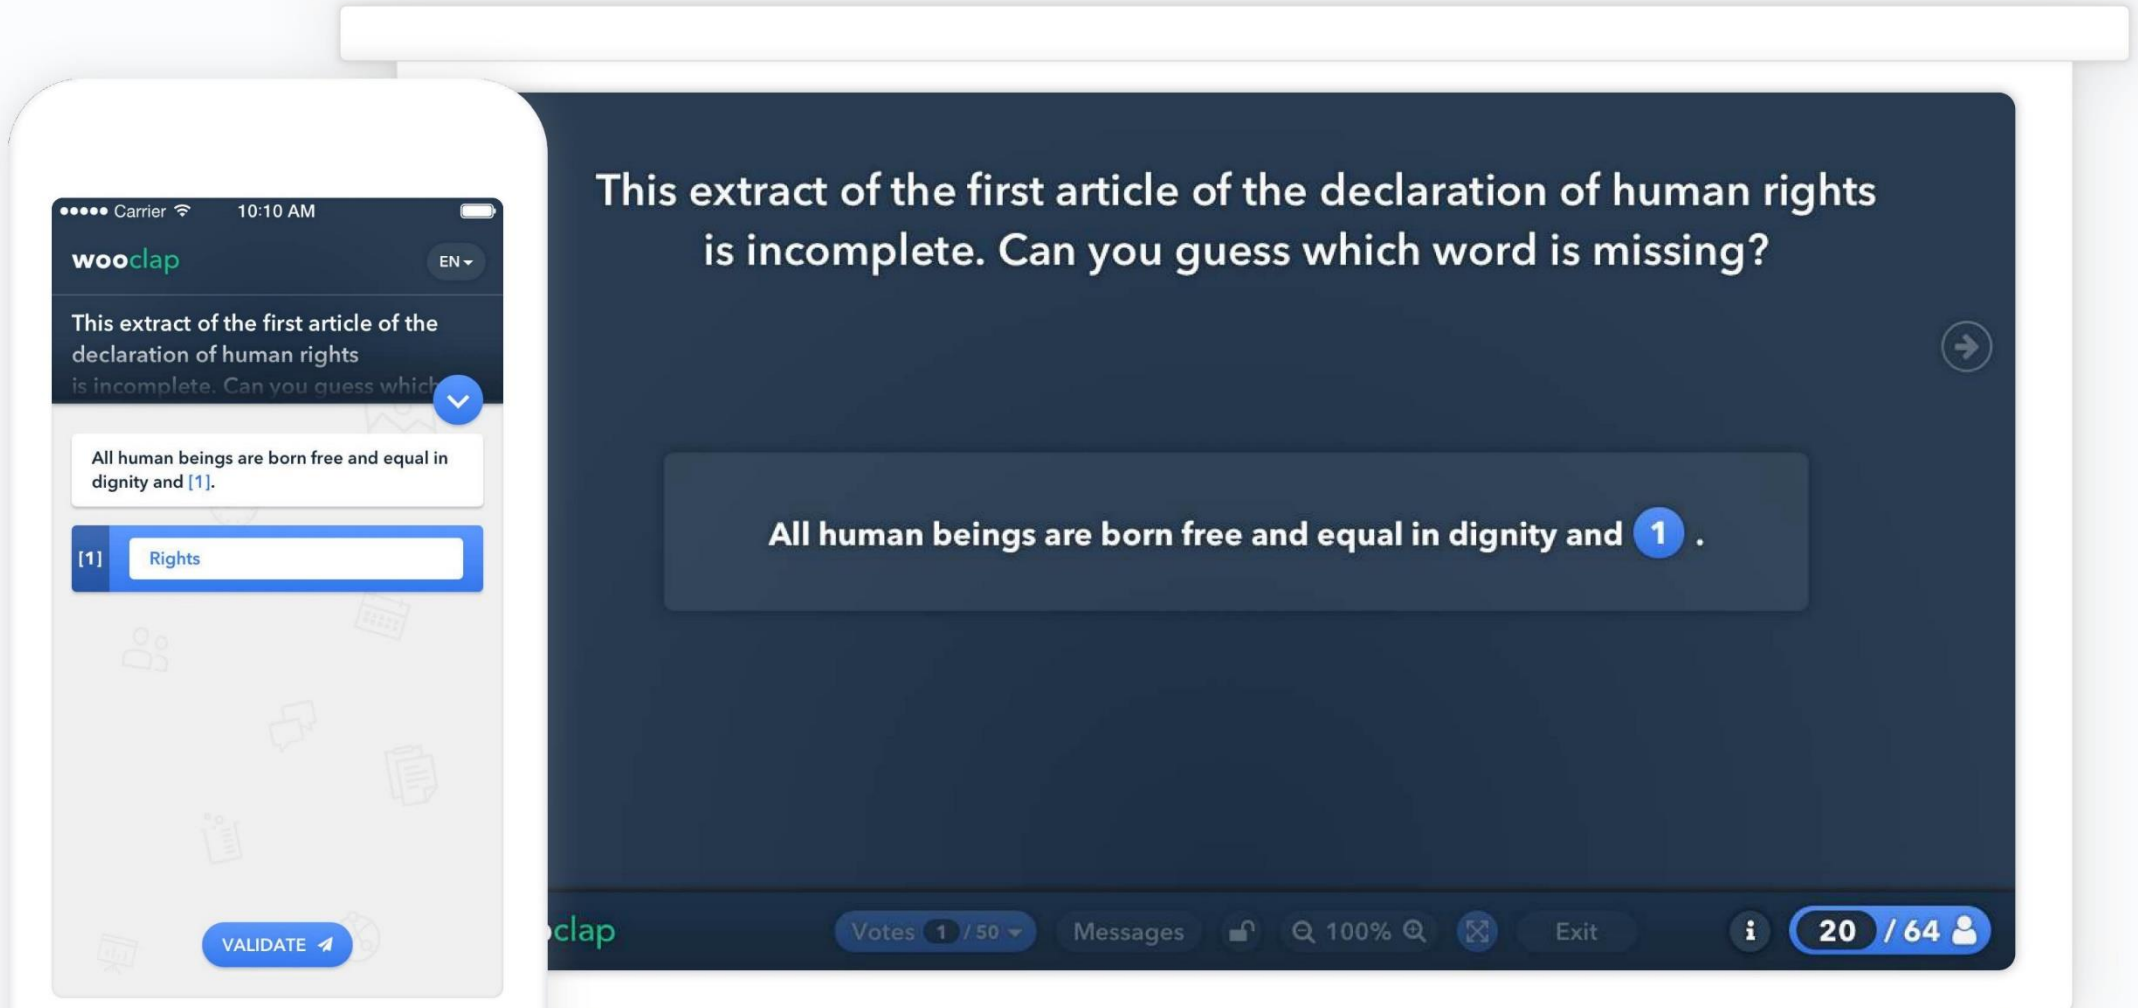 Carrier 10:10 AM
wooclap
EN
This extract of the first article of the
declaration of human rights
is incomplete. Can you guess which
All human beings are born free and equal in
dignity and [1].
[1] Rights
VALIDATE
This extract of the first article of the declaration of human rights
is incomplete. Can you guess which word is missing?
All human beings are born free and equal in dignity and 1 .
clap
Votes 1 / 50
Messages
100%
Exit
i
20 / 64